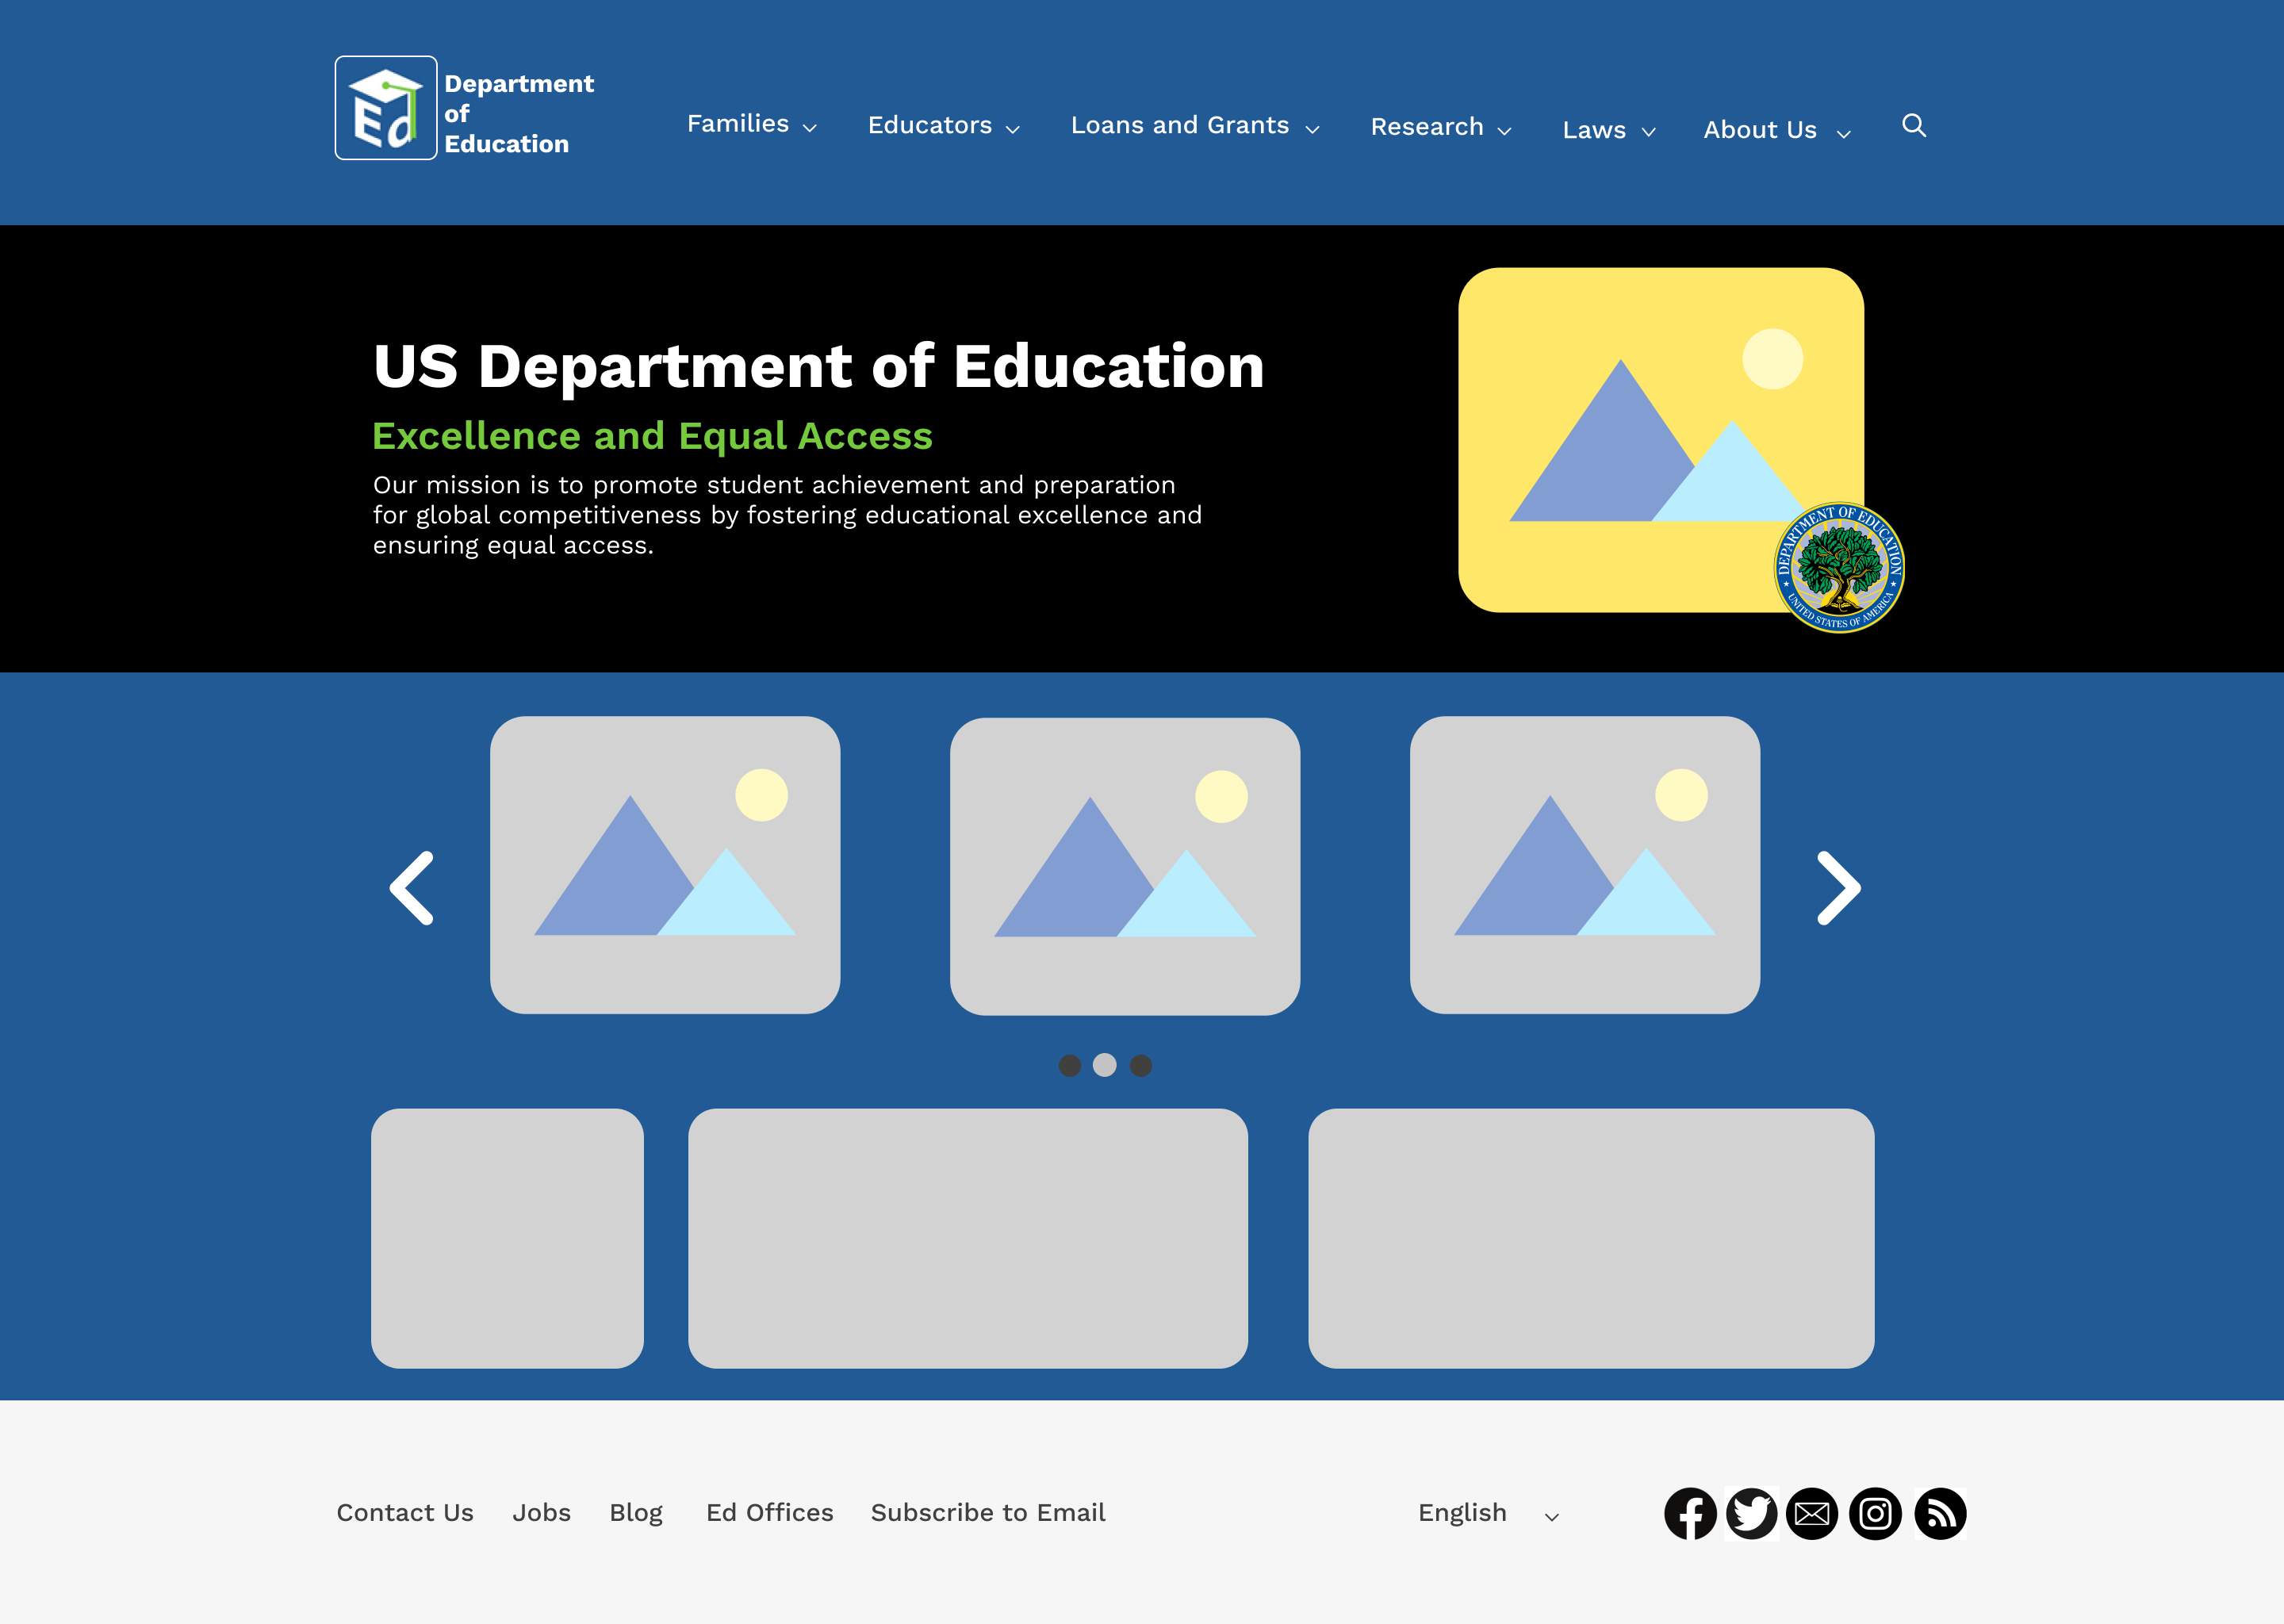 Ed
Department
of
Education
Families
Educators
Loans and Grants
Research
Laws
About Us
US Department of Education
Excellence and Equal Access
Our mission is to promote student achievement and preparation
for global competitiveness by fostering educational excellence and
ensuring equal access.
DEPARTMENT OF EDUCATION
UNITED STATES OF AMERICA
Contact Us
Jobs
Blog
Ed Offices
Subscribe to Email
English